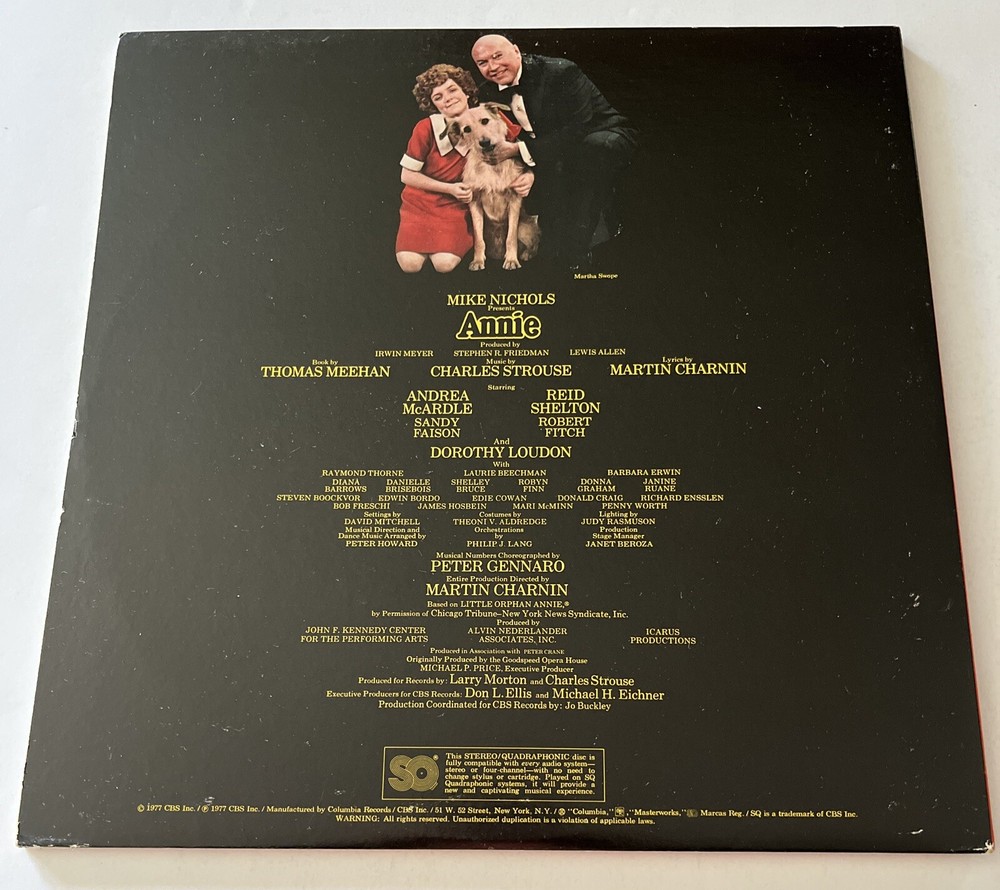 Martha Swope
MIKE NICHOLS
Presents
Annie
Produced by
IRWIN MEYER STEPHEN R. FRIEDMAN LEWIS ALLEN
Book by Music by Lyrics by
THOMAS MEEHAN CHARLES STROUSE MARTIN CHARNIN
Starring
ANDREA REID
McARDLE SHELTON
SANDY ROBERT
FAISON FITCH
And
DOROTHY LOUDON
With
RAYMOND THORNE LAURIE BEECHMAN BARBARA ERWIN
DIANA DANIELLE SHELLEY ROBYN DONNA JANINE
BARROWS BRISEBOIS BRUCE FINN GRAHAM RUANE
STEVEN BOOCKVOR EDWIN BORDO EDIE COWAN DONALD CRAIG RICHARD ENSSLEN
BOB FRESCHI JAMES HOSBEIN MARI McMINN PENNY WORTH
Settings by Costumes by Lighting by
DAVID MITCHELL THEONI V. ALDREDGE JUDY RASMUSON
Musical Direction and Orchestrations Production
Dance Music Arranged by by Stage Manager
PETER HOWARD PHILIP J. LANG JANET BEROZA
Musical Numbers Choreographed by
PETER GENNARO
Entire Production Directed by
MARTIN CHARNIN
Based on LITTLE ORPHAN ANNIE,®
by Permission of Chicago Tribune–New York News Syndicate, Inc.
Produced by
JOHN F. KENNEDY CENTER ALVIN NEDERLANDER ICARUS
FOR THE PERFORMING ARTS ASSOCIATES, INC. PRODUCTIONS
Produced in Association with PETER CRANE
Originally Produced by the Goodspeed Opera House
MICHAEL P. PRICE, Executive Producer
Produced for Records by: Larry Morton and Charles Strouse
Executive Producers for CBS Records: Don L. Ellis and Michael H. Eichner
Production Coordinated for CBS Records by: Jo Buckley
SQ®
This STEREO/QUADRAPHONIC disc is
fully compatible with every audio system—
stereo or four-channel—with no need to
change stylus or cartridge. Played on SQ
Quadraphonic systems, it will provide a
new and captivating musical experience.
© 1977 CBS Inc. / ℗ 1977 CBS Inc. / Manufactured by Columbia Records / CBS Inc. / 51 W. 52 Street, New York, N.Y. / ® "Columbia," , "Masterworks," Marcas Reg. / SQ is a trademark of CBS Inc.
WARNING: All rights reserved. Unauthorized duplication is a violation of applicable laws.